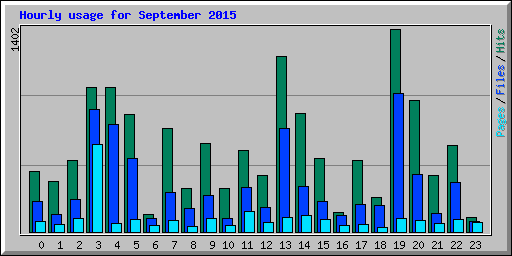 Hourly usage for September 2015
1402
Pages/Files/Hits
0 1 2 3 4 5 6 7 8 9 10 11 12 13 14 15 16 17 18 19 20 21 22 23